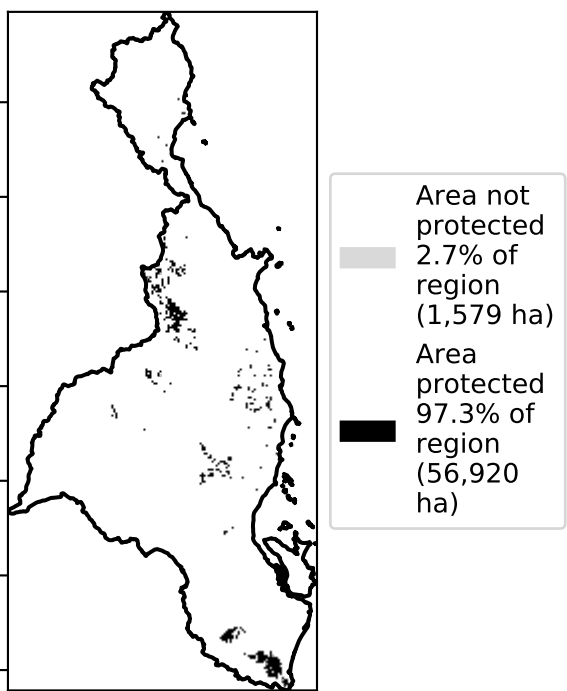 Area not
protected
2.7% of
region
(1,579 ha)
Area
protected
97.3% of
region
(56,920
ha)